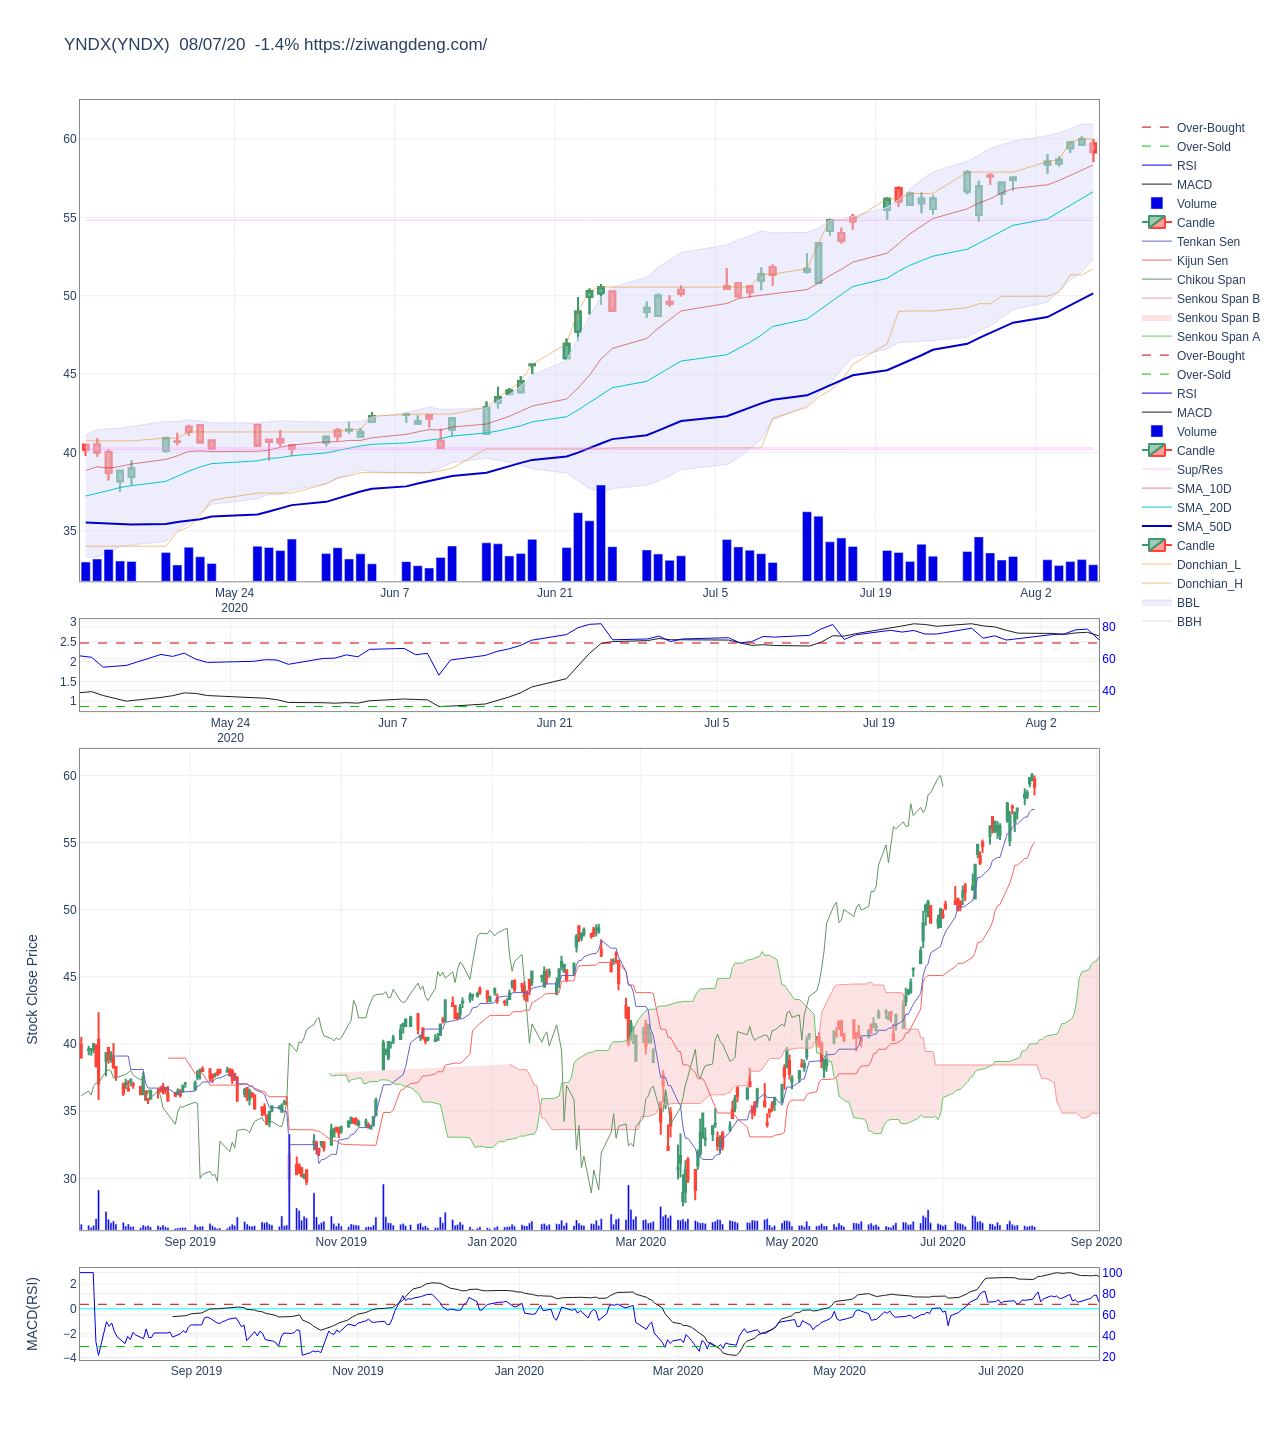 YNDX(YNDX)  08/07/20  -1.4% https://ziwangdeng.com/
60
55
50
45
40
35
May 24
2020
Jun 7
Jun 21
Jul 5
Jul 19
Aug 2
Over-Bought
Over-Sold
RSI
MACD
Volume
Candle
Tenkan Sen
Kijun Sen
Chikou Span
Senkou Span B
Senkou Span B
Senkou Span A
Over-Bought
Over-Sold
RSI
MACD
Volume
Candle
Sup/Res
SMA_10D
SMA_20D
SMA_50D
Candle
Donchian_L
Donchian_H
BBL
BBH
3
2.5
2
1.5
1
80
60
40
May 24
2020
Jun 7
Jun 21
Jul 5
Jul 19
Aug 2
Stock Close Price
60
55
50
45
40
35
30
Sep 2019
Nov 2019
Jan 2020
Mar 2020
May 2020
Jul 2020
Sep 2020
MACD(RSI)
2
0
−2
−4
100
80
60
40
20
Sep 2019
Nov 2019
Jan 2020
Mar 2020
May 2020
Jul 2020